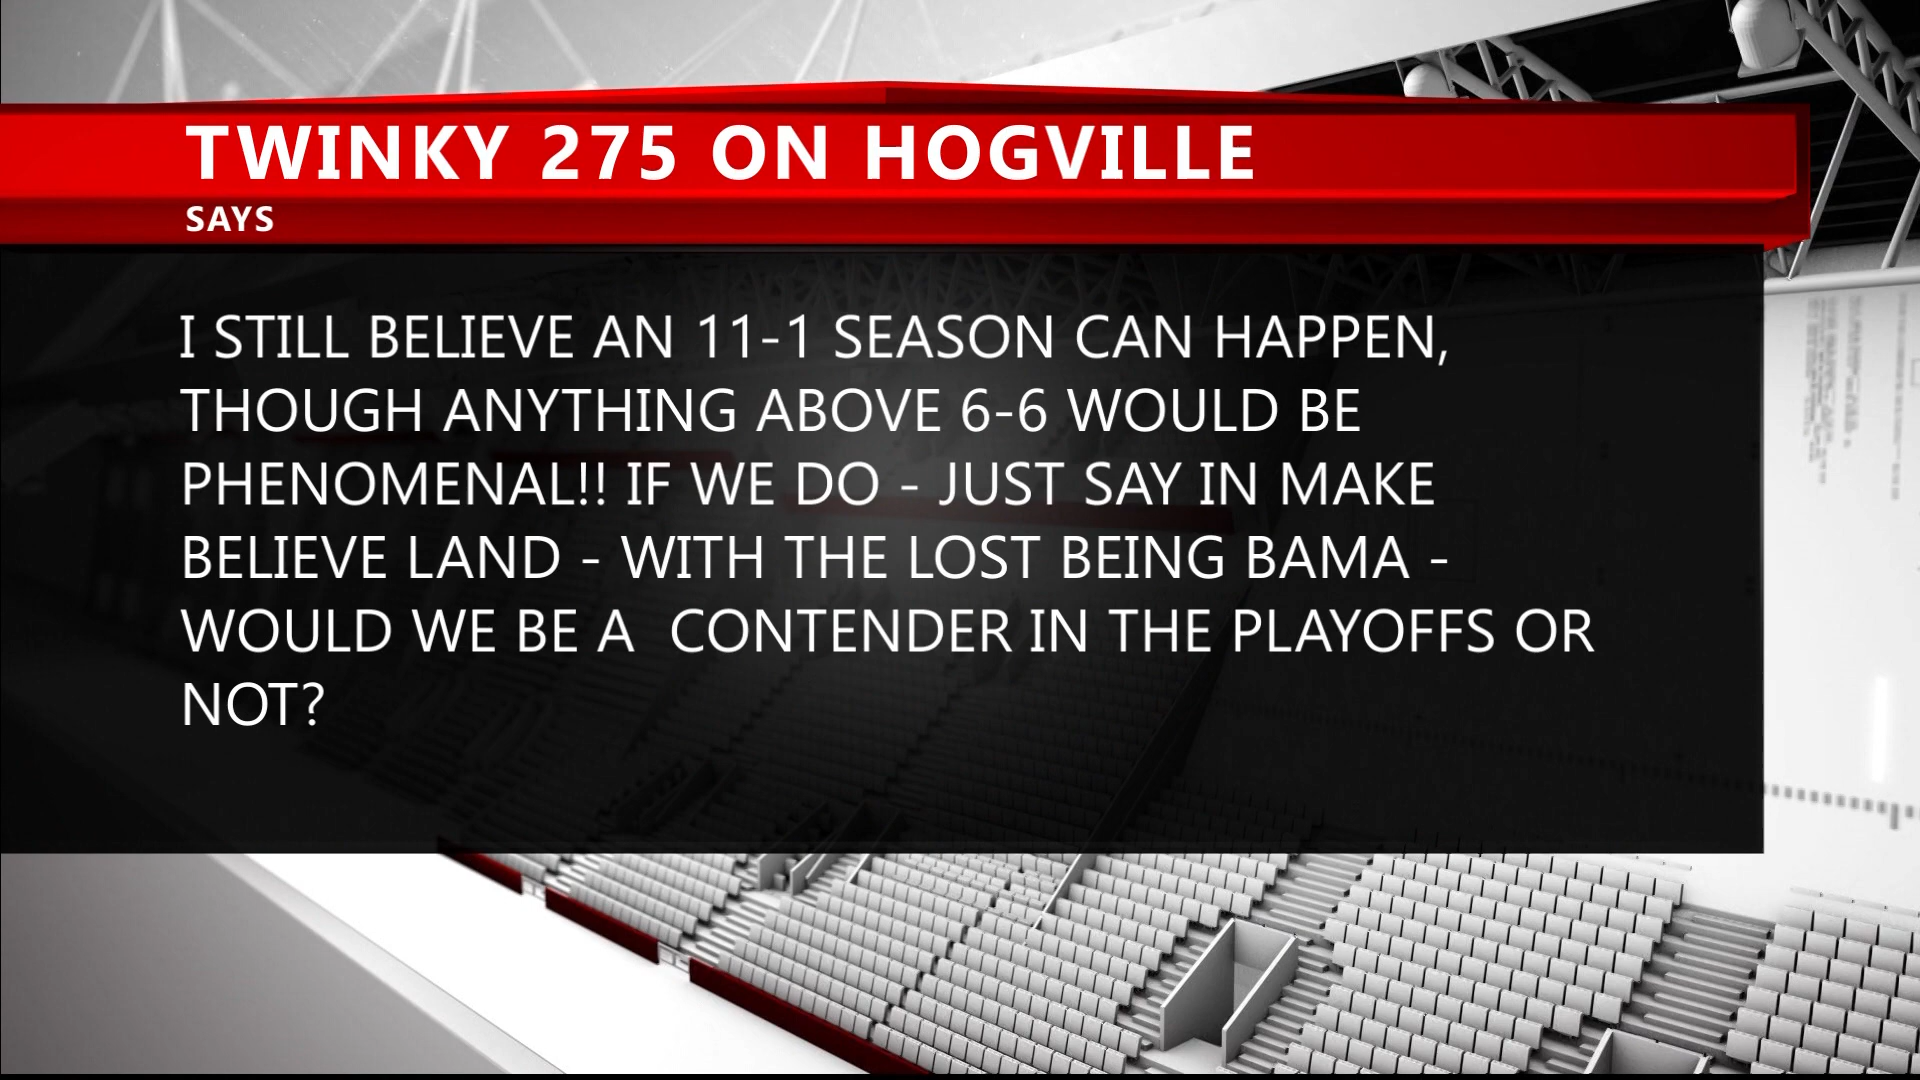 TWINKY 275 ON HOGVILLE
SAYS
I STILL BELIEVE AN 11-1 SEASON CAN HAPPEN,
THOUGH ANYTHING ABOVE 6-6 WOULD BE
PHENOMENAL!! IF WE DO - JUST SAY IN MAKE
BELIEVE LAND - WITH THE LOST BEING BAMA -
WOULD WE BE A  CONTENDER IN THE PLAYOFFS OR
NOT?